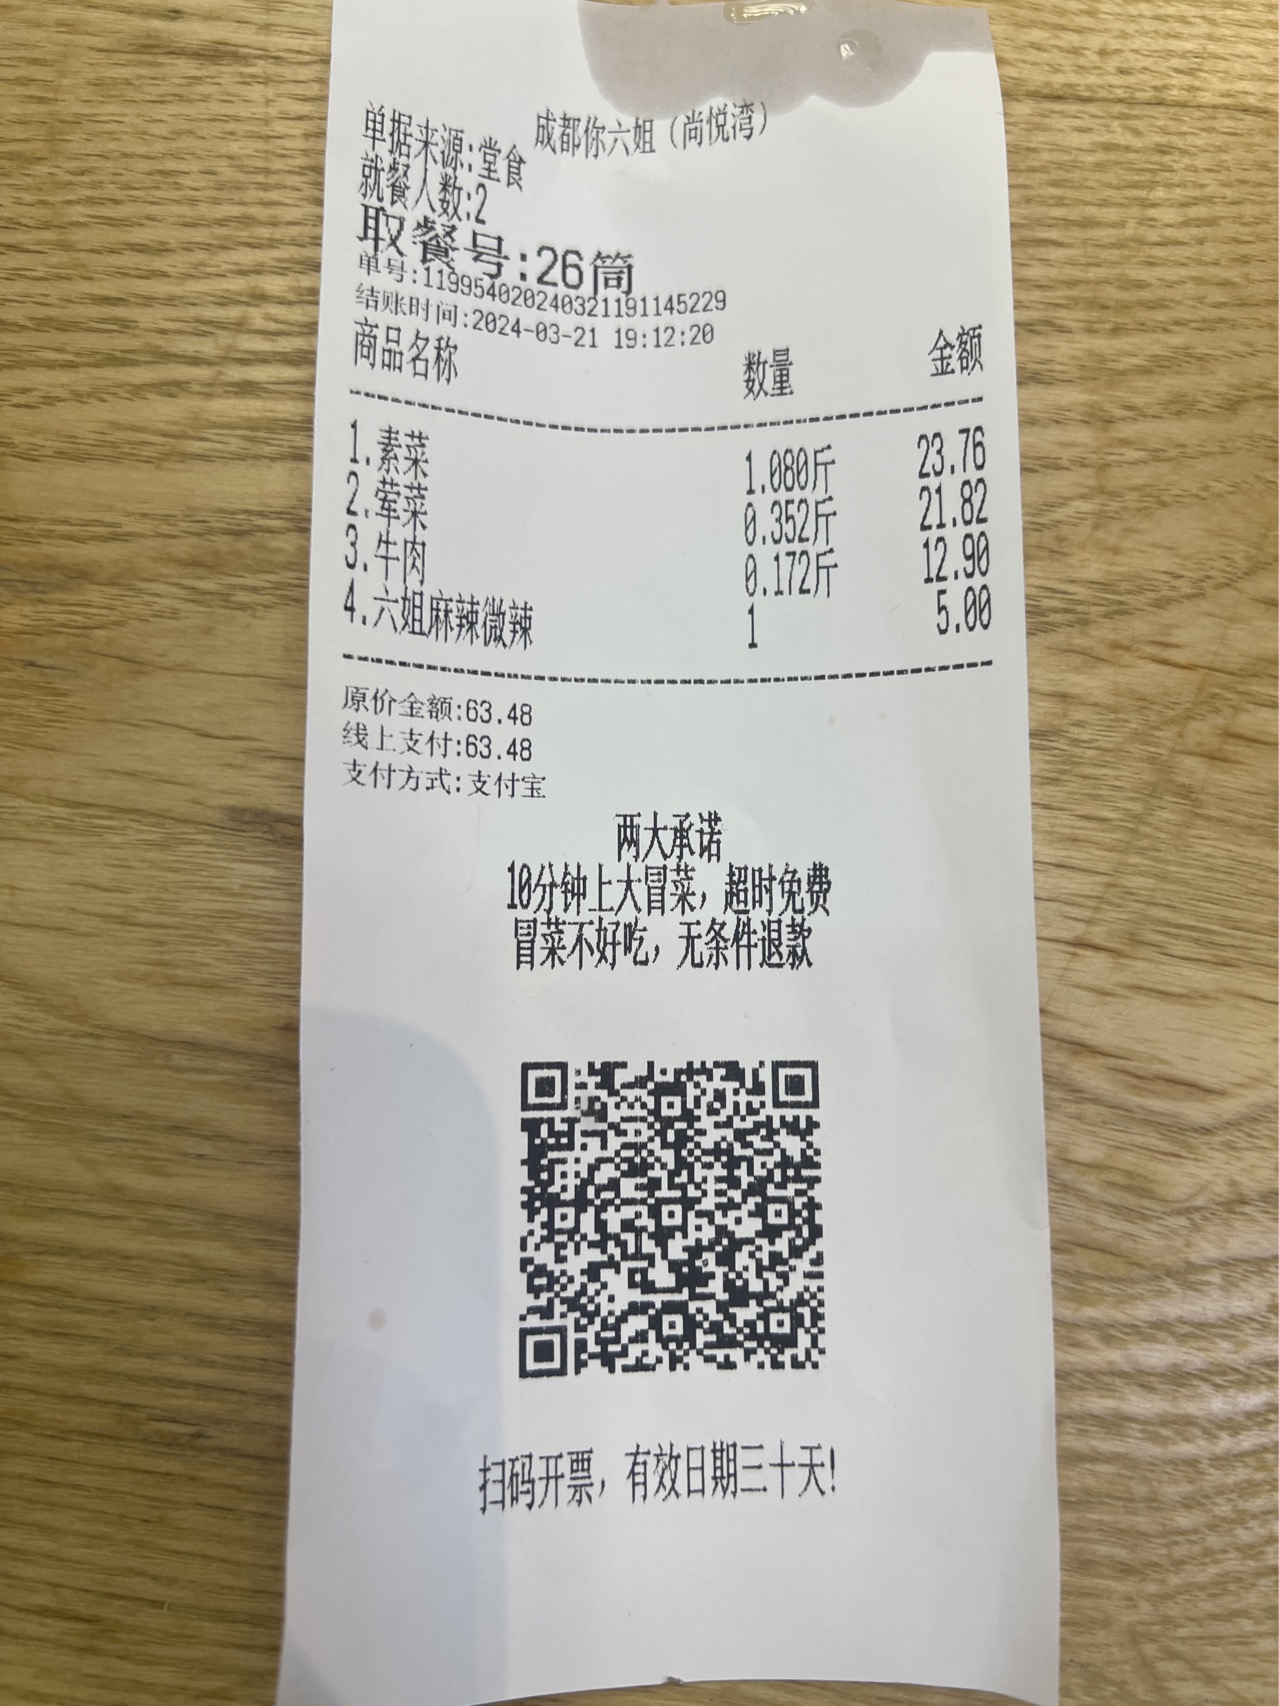 成都你六姐（尚悦湾）
单据来源:堂食
就餐人数:2
取餐号:26筒
单号:11995402024032119114522​9
结账时间:2024-03-21 19:12:20
商品名称 数量 金额
1.素菜 1.080斤 23.76
2.荤菜 0.352斤 21.82
3.牛肉 0.172斤 12.90
4.六姐麻辣微辣 1 5.00
原价金额:63.48
线上支付:63.48
支付方式:支付宝
两大承诺
10分钟上大冒菜，超时免费
冒菜不好吃，无条件退款
扫码开票，有效日期三十天!